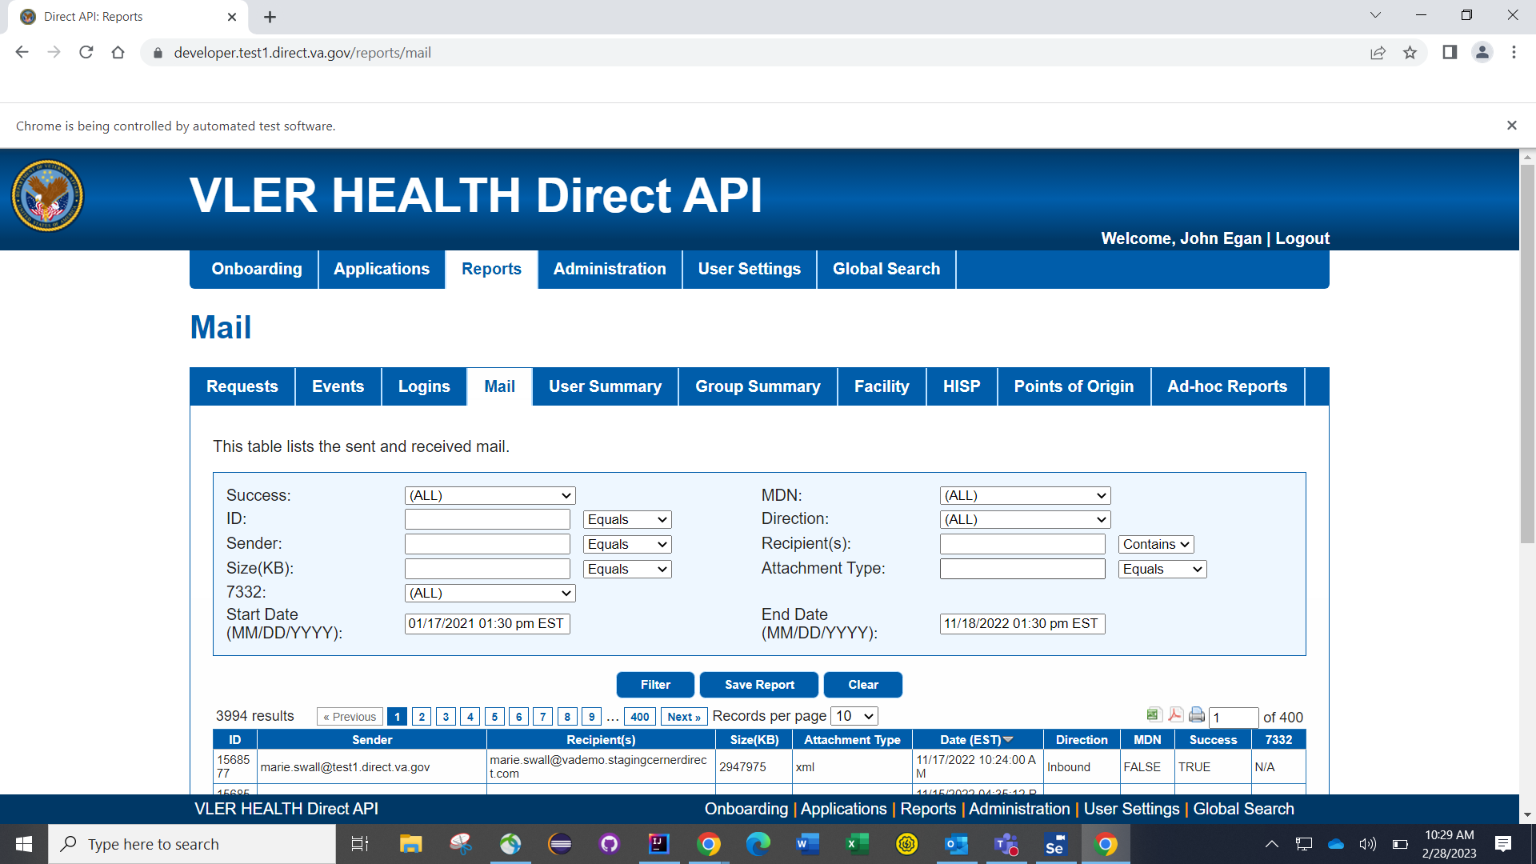 Direct API: Reports
developer.test1.direct.va.gov/reports/mail
Chrome is being controlled by automated test software.
VLER HEALTH Direct API
Welcome, John Egan | Logout
Onboarding Applications Reports Administration User Settings Global Search
Mail
Requests Events Logins Mail User Summary Group Summary Facility HISP Points of Origin Ad-hoc Reports
This table lists the sent and received mail.
Success: (ALL) MDN: (ALL)
ID: Equals Direction: (ALL)
Sender: Equals Recipient(s): Contains
Size(KB): Equals Attachment Type: Equals
7332: (ALL)
Start Date (MM/DD/YYYY): 01/17/2021 01:30 pm EST End Date (MM/DD/YYYY): 11/18/2022 01:30 pm EST
Filter Save Report Clear
3994 results « Previous 1 2 3 4 5 6 7 8 9 ... 400 Next » Records per page 10 1 of 400
ID Sender Recipient(s) Size(KB) Attachment Type Date (EST) Direction MDN Success 7332
1568577 marie.swall@test1.direct.va.gov marie.swall@vademo.stagingcernerdirect.com 2947975 xml 11/17/2022 10:24:00 AM Inbound FALSE TRUE N/A
15685 11/15/2022 04:35:12 P
VLER HEALTH Direct API Onboarding | Applications | Reports | Administration | User Settings | Global Search
Type here to search
10:29 AM
2/28/2023